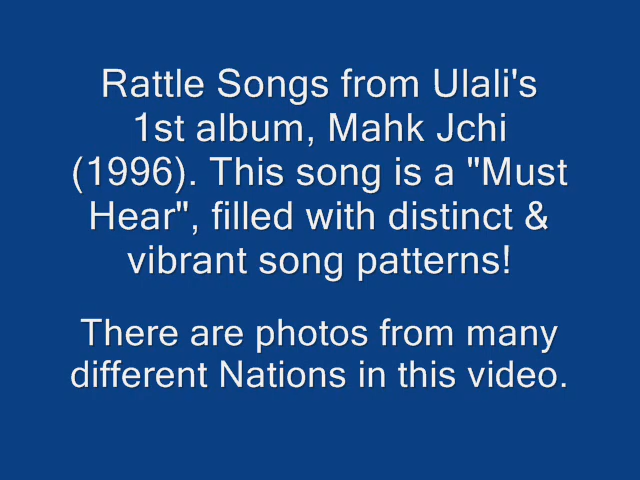 Rattle Songs from Ulali's
1st album, Mahk Jchi
(1996). This song is a "Must
Hear", filled with distinct &
vibrant song patterns!
There are photos from many
different Nations in this video.